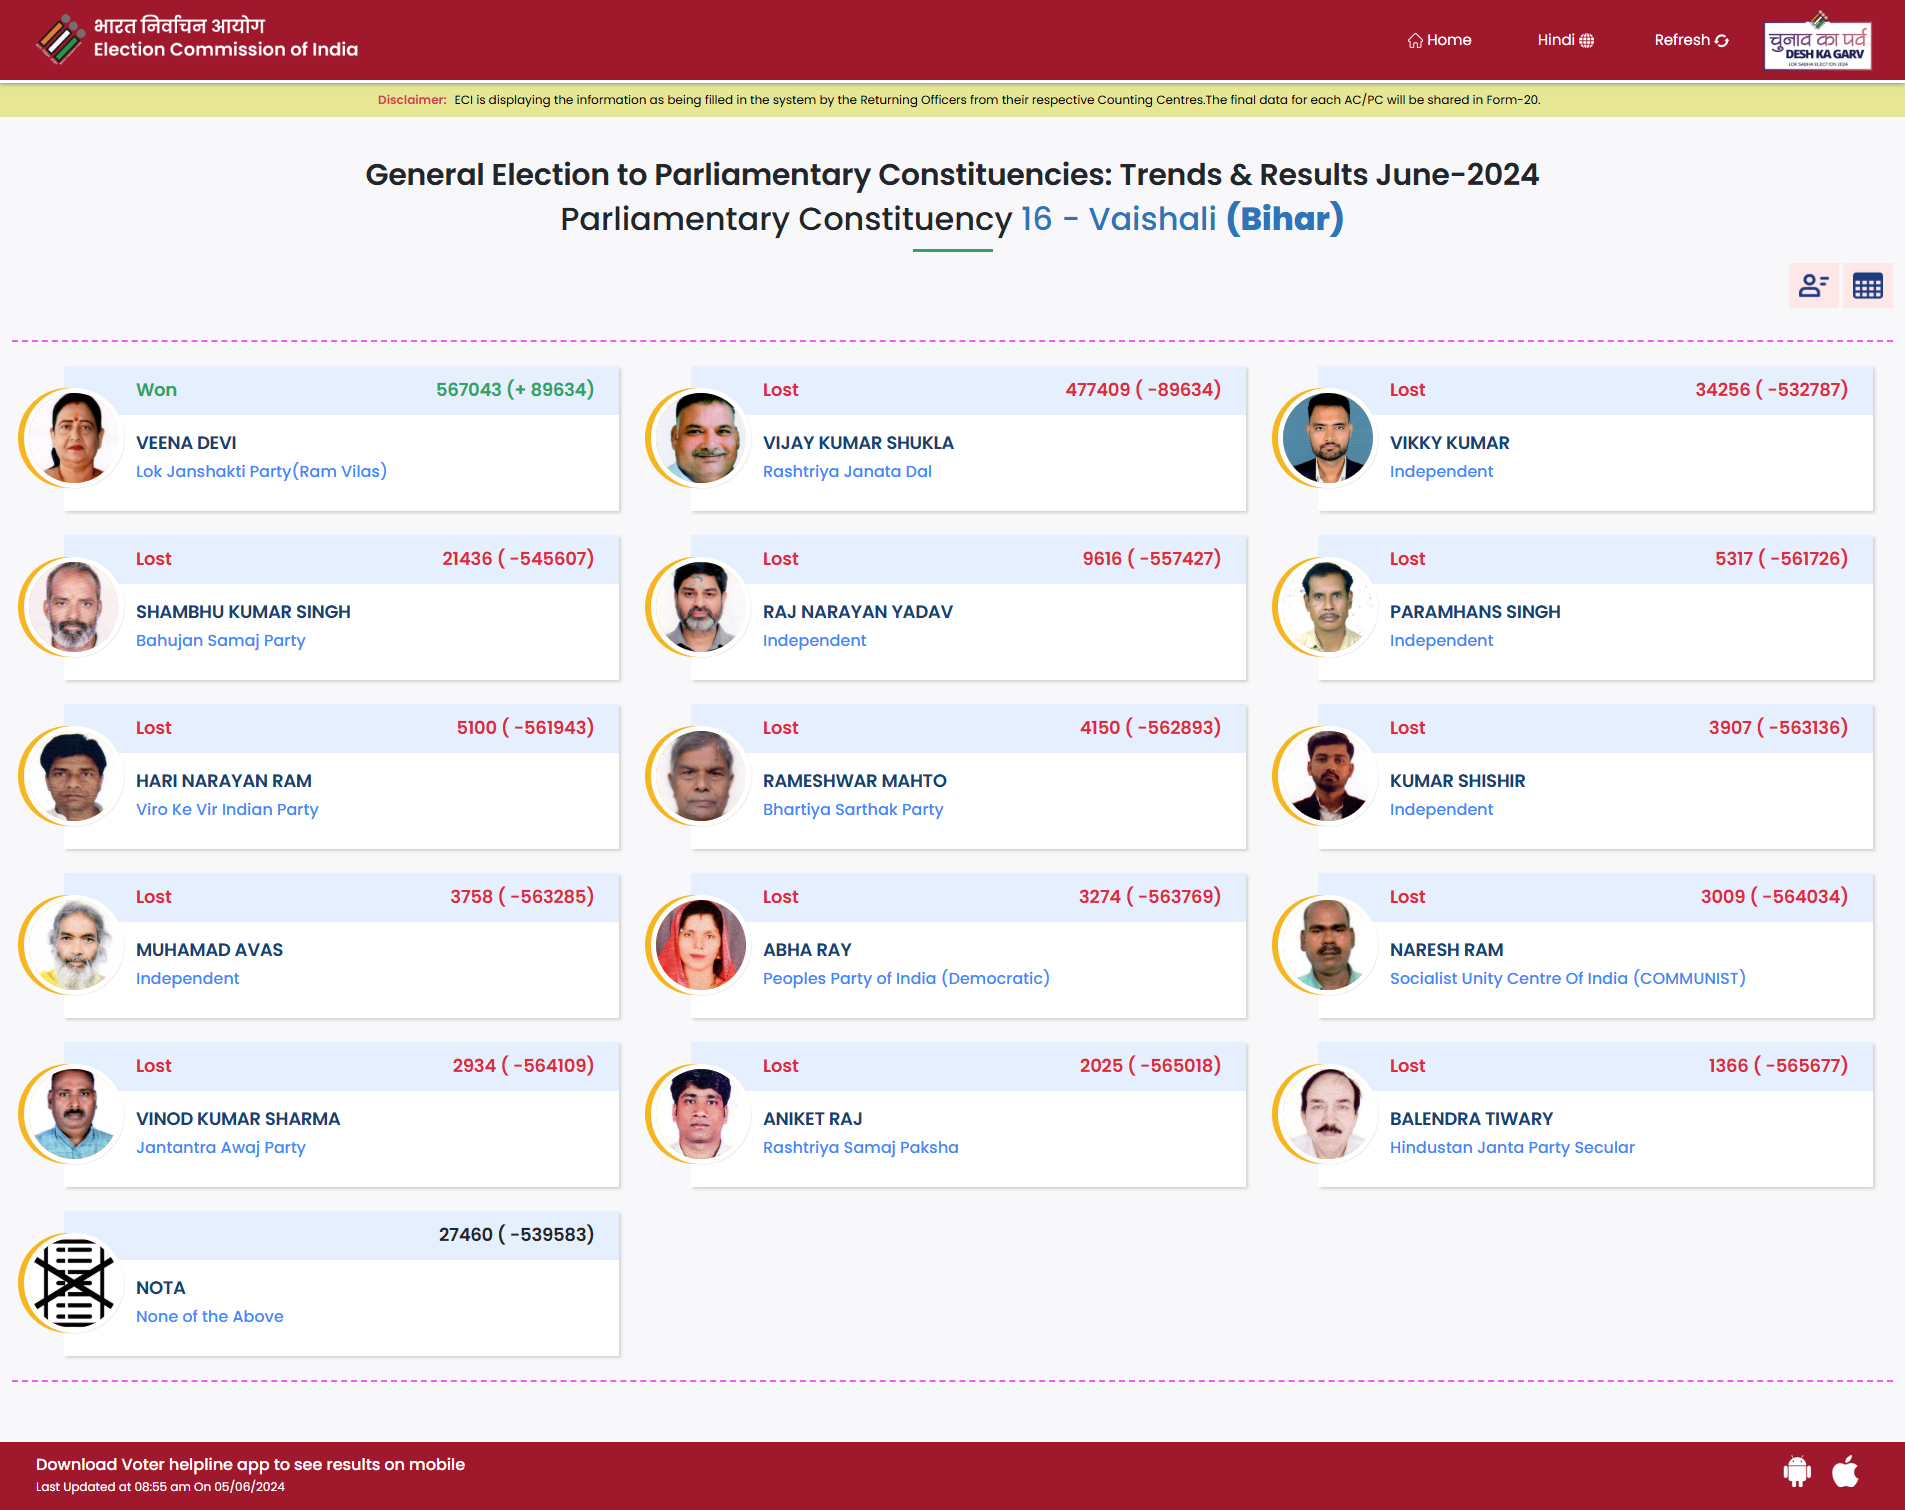 भारत निर्वाचन आयोग
Election Commission of India
Home
Hindi
Refresh
चुनाव का पर्व
DESH KA GARV
LOK SABHA ELECTION 2024
Disclaimer: ECI is displaying the information as being filled in the system by the Returning Officers from their respective Counting Centres.The final data for each AC/PC will be shared in Form-20.
General Election to Parliamentary Constituencies: Trends & Results June-2024
Parliamentary Constituency 16 - Vaishali (Bihar)
Won 567043 (+ 89634)
VEENA DEVI
Lok Janshakti Party(Ram Vilas)
Lost 477409 ( -89634)
VIJAY KUMAR SHUKLA
Rashtriya Janata Dal
Lost 34256 ( -532787)
VIKKY KUMAR
Independent
Lost 21436 ( -545607)
SHAMBHU KUMAR SINGH
Bahujan Samaj Party
Lost 9616 ( -557427)
RAJ NARAYAN YADAV
Independent
Lost 5317 ( -561726)
PARAMHANS SINGH
Independent
Lost 5100 ( -561943)
HARI NARAYAN RAM
Viro Ke Vir Indian Party
Lost 4150 ( -562893)
RAMESHWAR MAHTO
Bhartiya Sarthak Party
Lost 3907 ( -563136)
KUMAR SHISHIR
Independent
Lost 3758 ( -563285)
MUHAMAD AVAS
Independent
Lost 3274 ( -563769)
ABHA RAY
Peoples Party of India (Democratic)
Lost 3009 ( -564034)
NARESH RAM
Socialist Unity Centre Of India (COMMUNIST)
Lost 2934 ( -564109)
VINOD KUMAR SHARMA
Jantantra Awaj Party
Lost 2025 ( -565018)
ANIKET RAJ
Rashtriya Samaj Paksha
Lost 1366 ( -565677)
BALENDRA TIWARY
Hindustan Janta Party Secular
27460 ( -539583)
NOTA
None of the Above
Download Voter helpline app to see results on mobile
Last Updated at 08:55 am On 05/06/2024